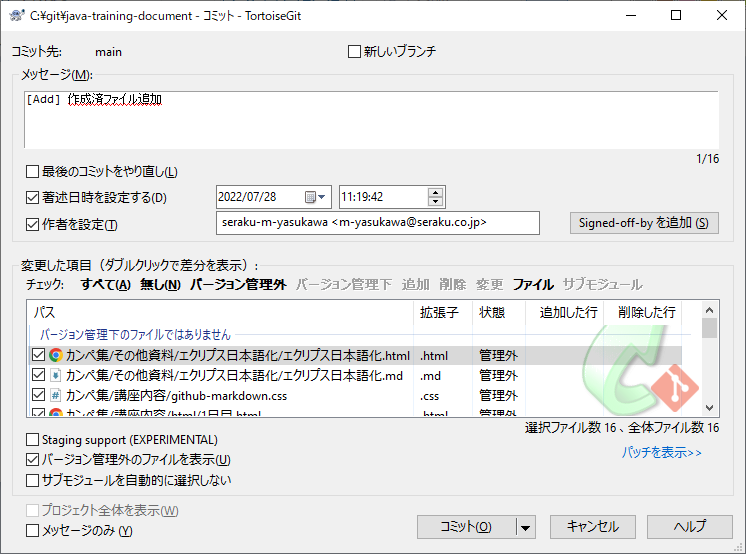 C:¥git¥java-training-document - コミット - TortoiseGit
コミット先: main 新しいブランチ
メッセージ(M):
[Add] 作成済ファイル追加
1/16
最後のコミットをやり直し(L)
著述日時を設定する(D) 2022/07/28 11:19:42
作者を設定(T) seraku-m-yasukawa <m-yasukawa@seraku.co.jp> Signed-off-by を追加 (S)
変更した項目 (ダブルクリックで差分を表示) :
チェック: すべて(A) 無し(N) バージョン管理外 バージョン管理下 追加 削除 変更 ファイル サブモジュール
パス 拡張子 状態 追加した行 削除した行
バージョン管理下のファイルではありません
カンペ集/その他資料/エクリプス日本語化/エクリプス日本語化.html .html 管理外
カンペ集/その他資料/エクリプス日本語化/エクリプス日本語化.md .md 管理外
カンペ集/講座内容/github-markdown.css .css 管理外
カンペ集/講座内容/html/1日目.html .html 管理外
選択ファイル数 16 、全体ファイル数 16
Staging support (EXPERIMENTAL)
バージョン管理外のファイルを表示(U) パッチを表示>>
サブモジュールを自動的に選択しない
プロジェクト全体を表示(W)
メッセージのみ (Y)
コミット(O) キャンセル ヘルプ